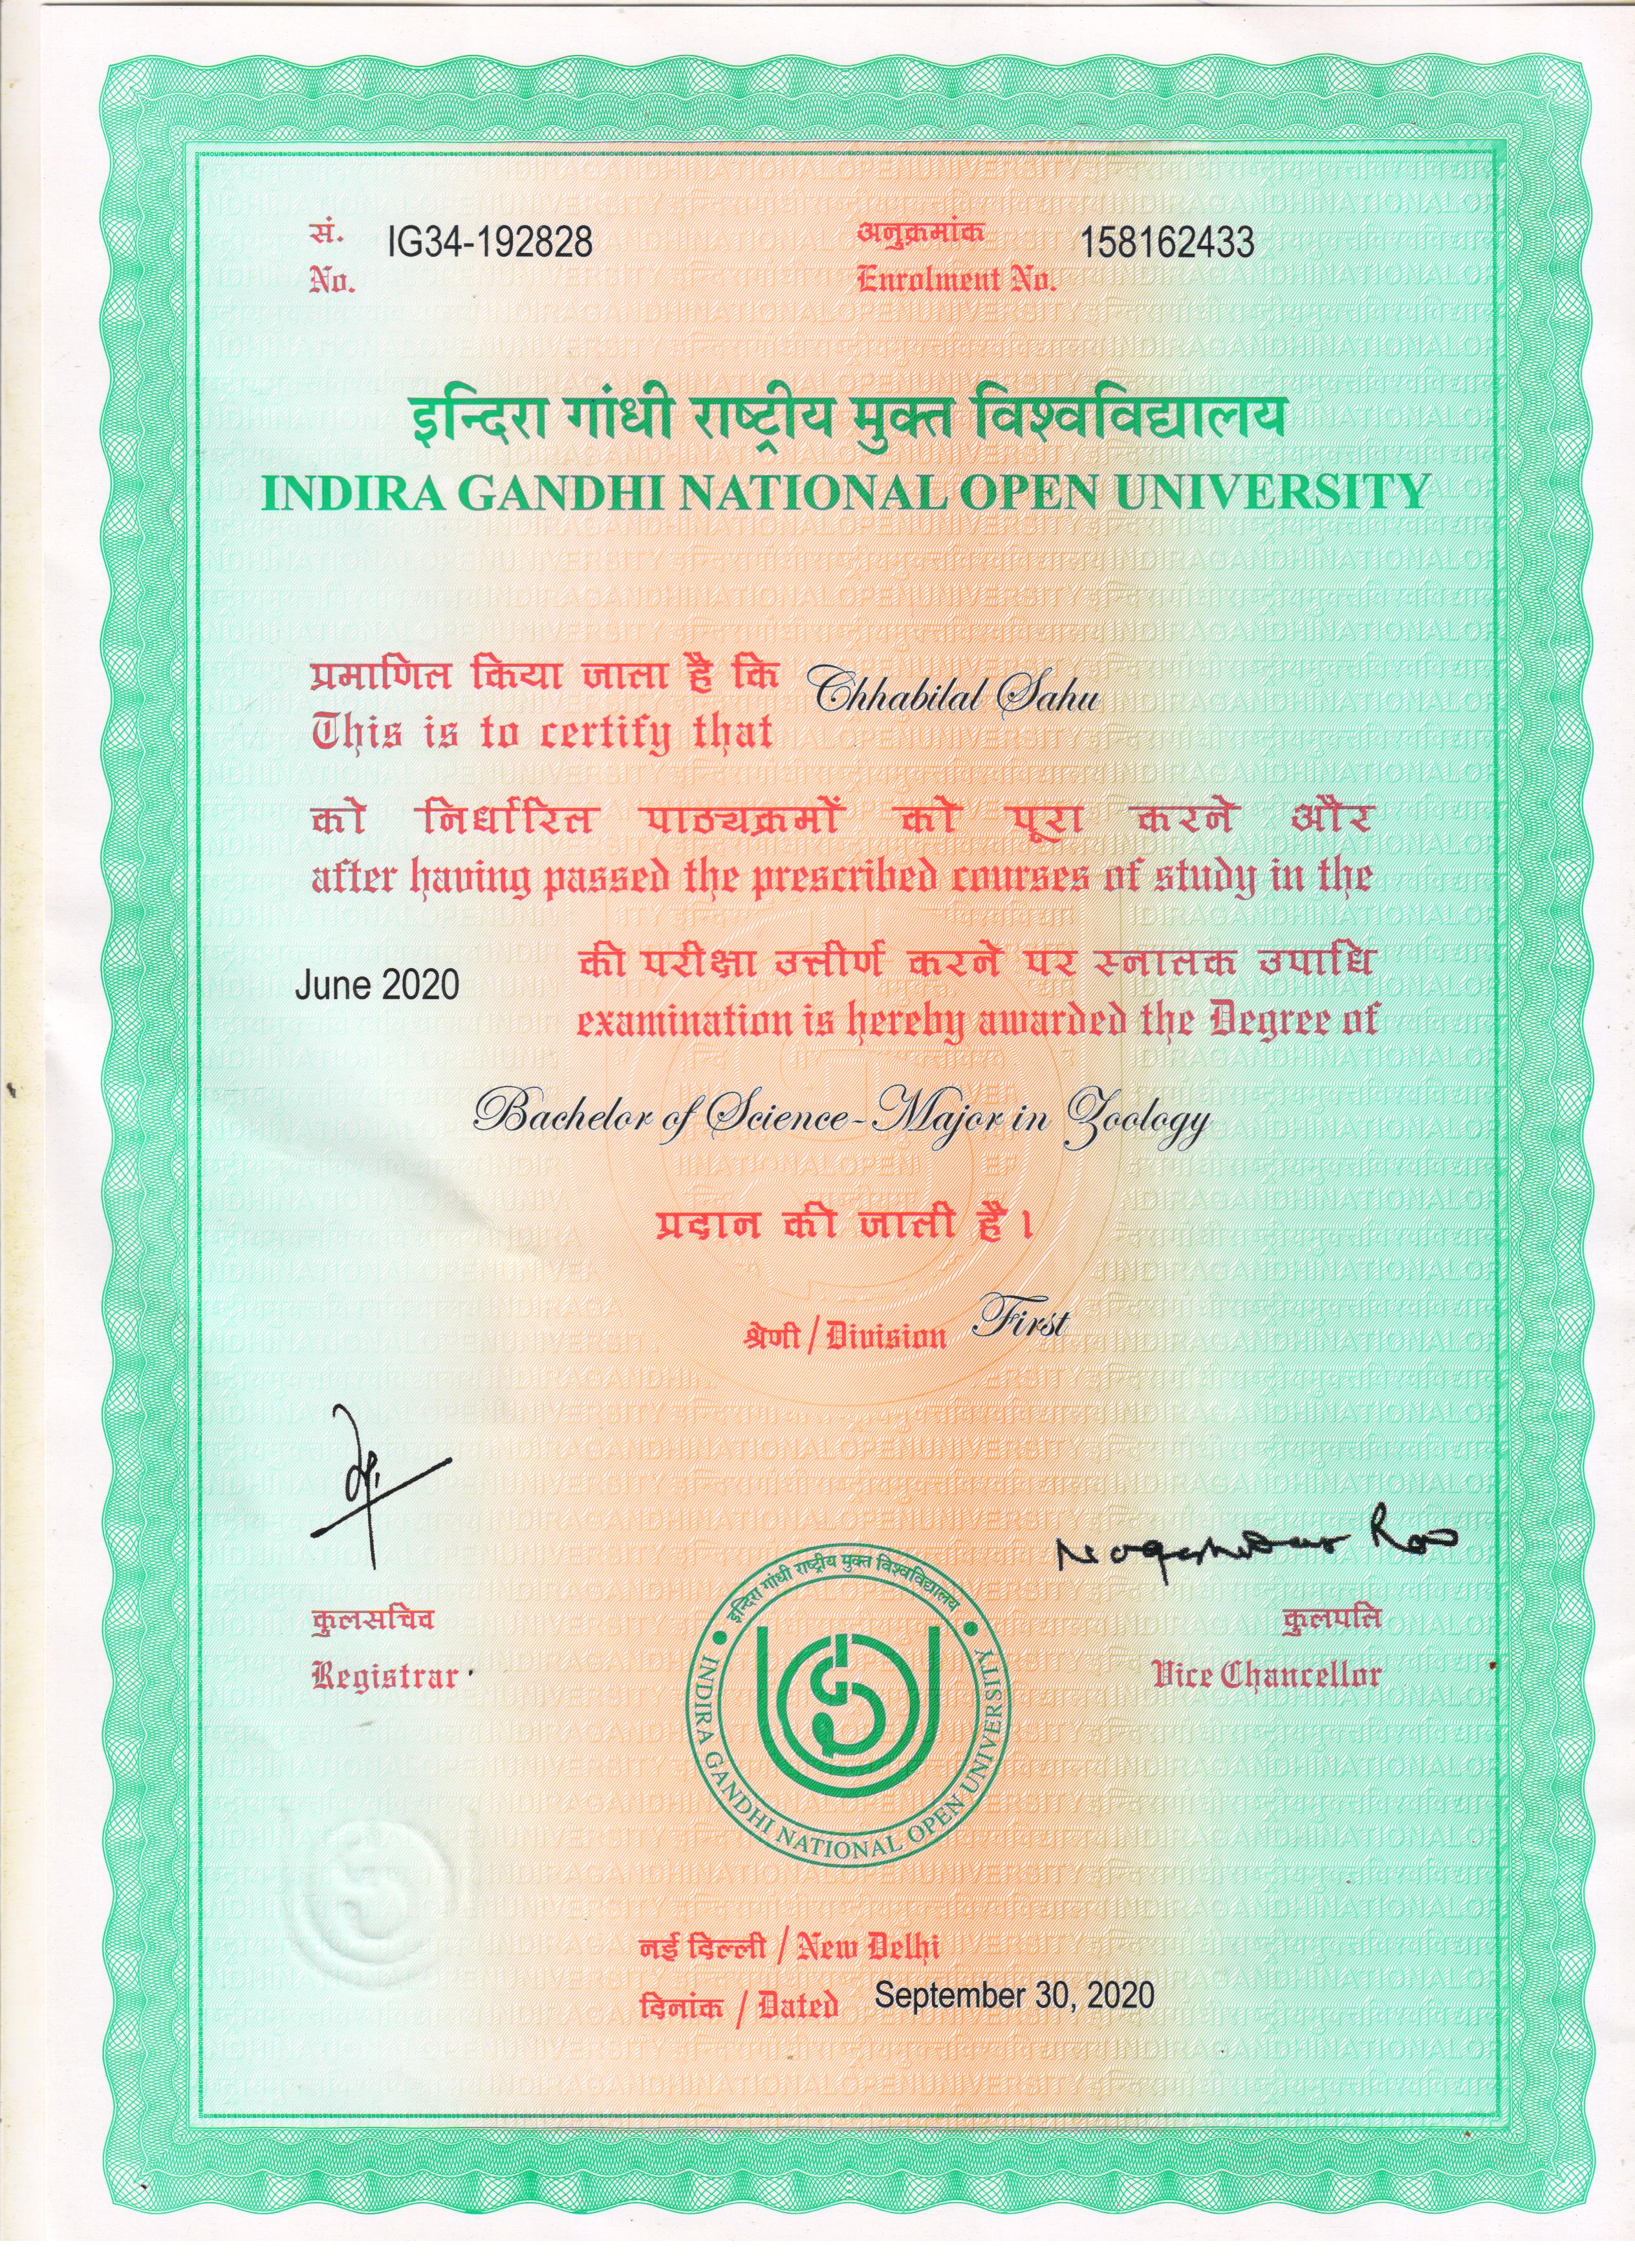 सं. IG34-192828 अनुक्रमांक 158162433
No. Enrolment No.
इन्दिरा गांधी राष्ट्रीय मुक्त विश्वविद्यालय
INDIRA GANDHI NATIONAL OPEN UNIVERSITY
प्रमाणित किया जाता है कि Chhabilal Sahu
This is to certify that
को निर्धारित पाठ्यक्रमों को पूरा करने और
after having passed the prescribed courses of study in the
June 2020 की परीक्षा उत्तीर्ण करने पर स्नातक उपाधि
examination is hereby awarded the Degree of
Bachelor of Science-Major in Zoology
प्रदान की जाती है।
श्रेणी / Division First
Nageshwar Rao
कुलसचिव कुलपति
Registrar Vice Chancellor
इन्दिरा गांधी राष्ट्रीय मुक्त विश्वविद्यालय
INDIRA GANDHI NATIONAL OPEN UNIVERSITY
नई दिल्ली / New Delhi
दिनांक / Dated September 30, 2020